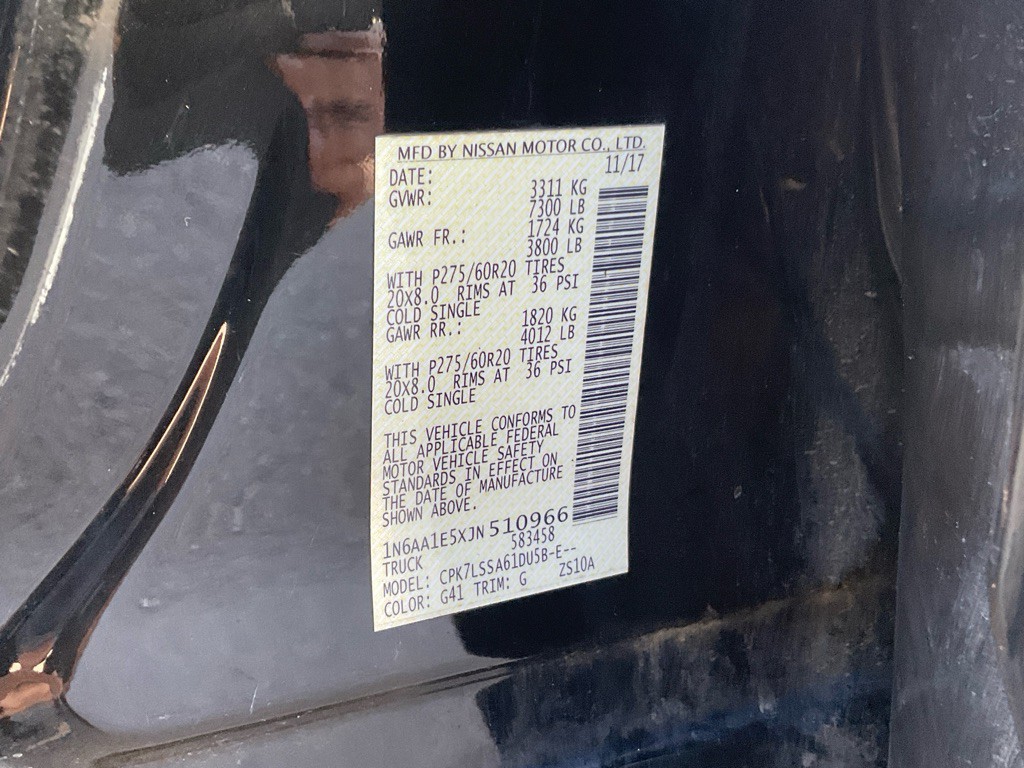 MFD BY NISSAN MOTOR CO., LTD.
DATE: 11/17
GVWR: 3311 KG
7300 LB
GAWR FR.: 1724 KG
3800 LB
WITH P275/60R20 TIRES
20X8.0 RIMS AT 36 PSI
COLD SINGLE
GAWR RR.: 1820 KG
4012 LB
WITH P275/60R20 TIRES
20X8.0 RIMS AT 36 PSI
COLD SINGLE
THIS VEHICLE CONFORMS TO
ALL APPLICABLE FEDERAL
MOTOR VEHICLE SAFETY
STANDARDS IN EFFECT ON
THE DATE OF MANUFACTURE
SHOWN ABOVE.
1N6AA1E5XJN510966
TRUCK 583458
MODEL: CPK7LSSA61DU5B-E--
COLOR: G41 TRIM: G ZS10A